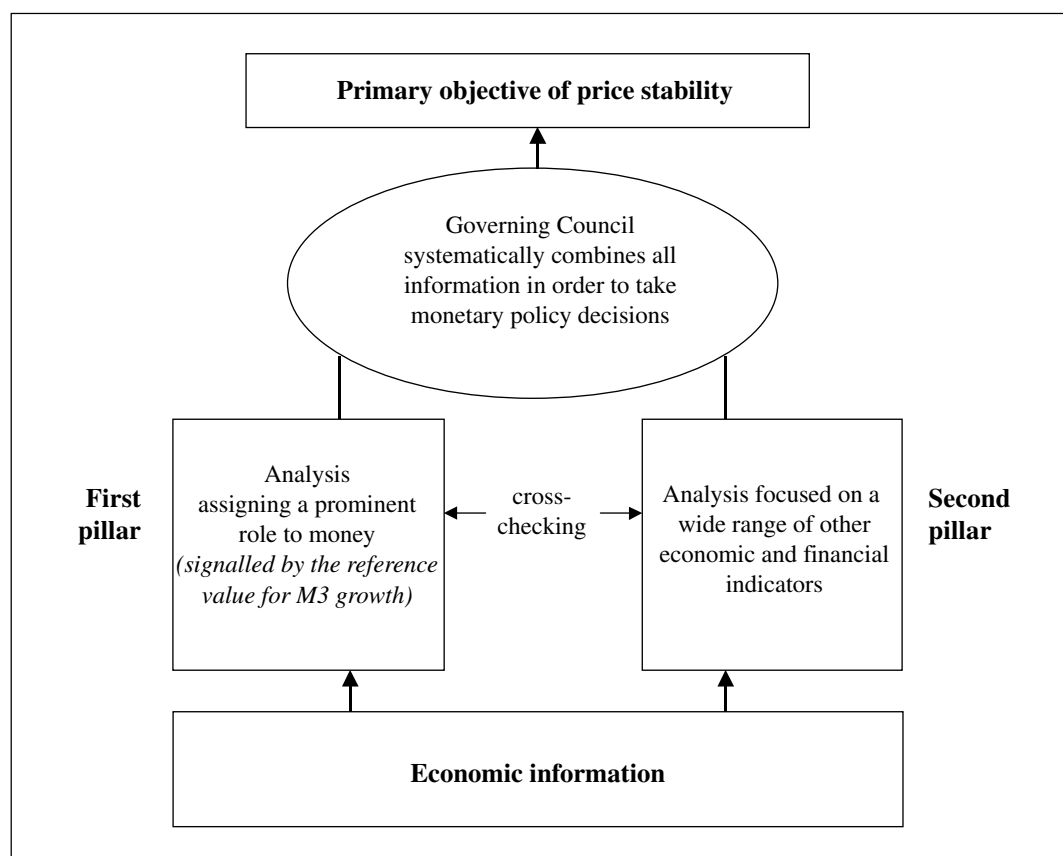 Primary objective of price stability
Governing Council
systematically combines all
information in order to take
monetary policy decisions
First
pillar
Analysis
assigning a prominent
role to money
(signalled by the reference
value for M3 growth)
cross-
checking
Analysis focused on a
wide range of other
economic and financial
indicators
Second
pillar
Economic information